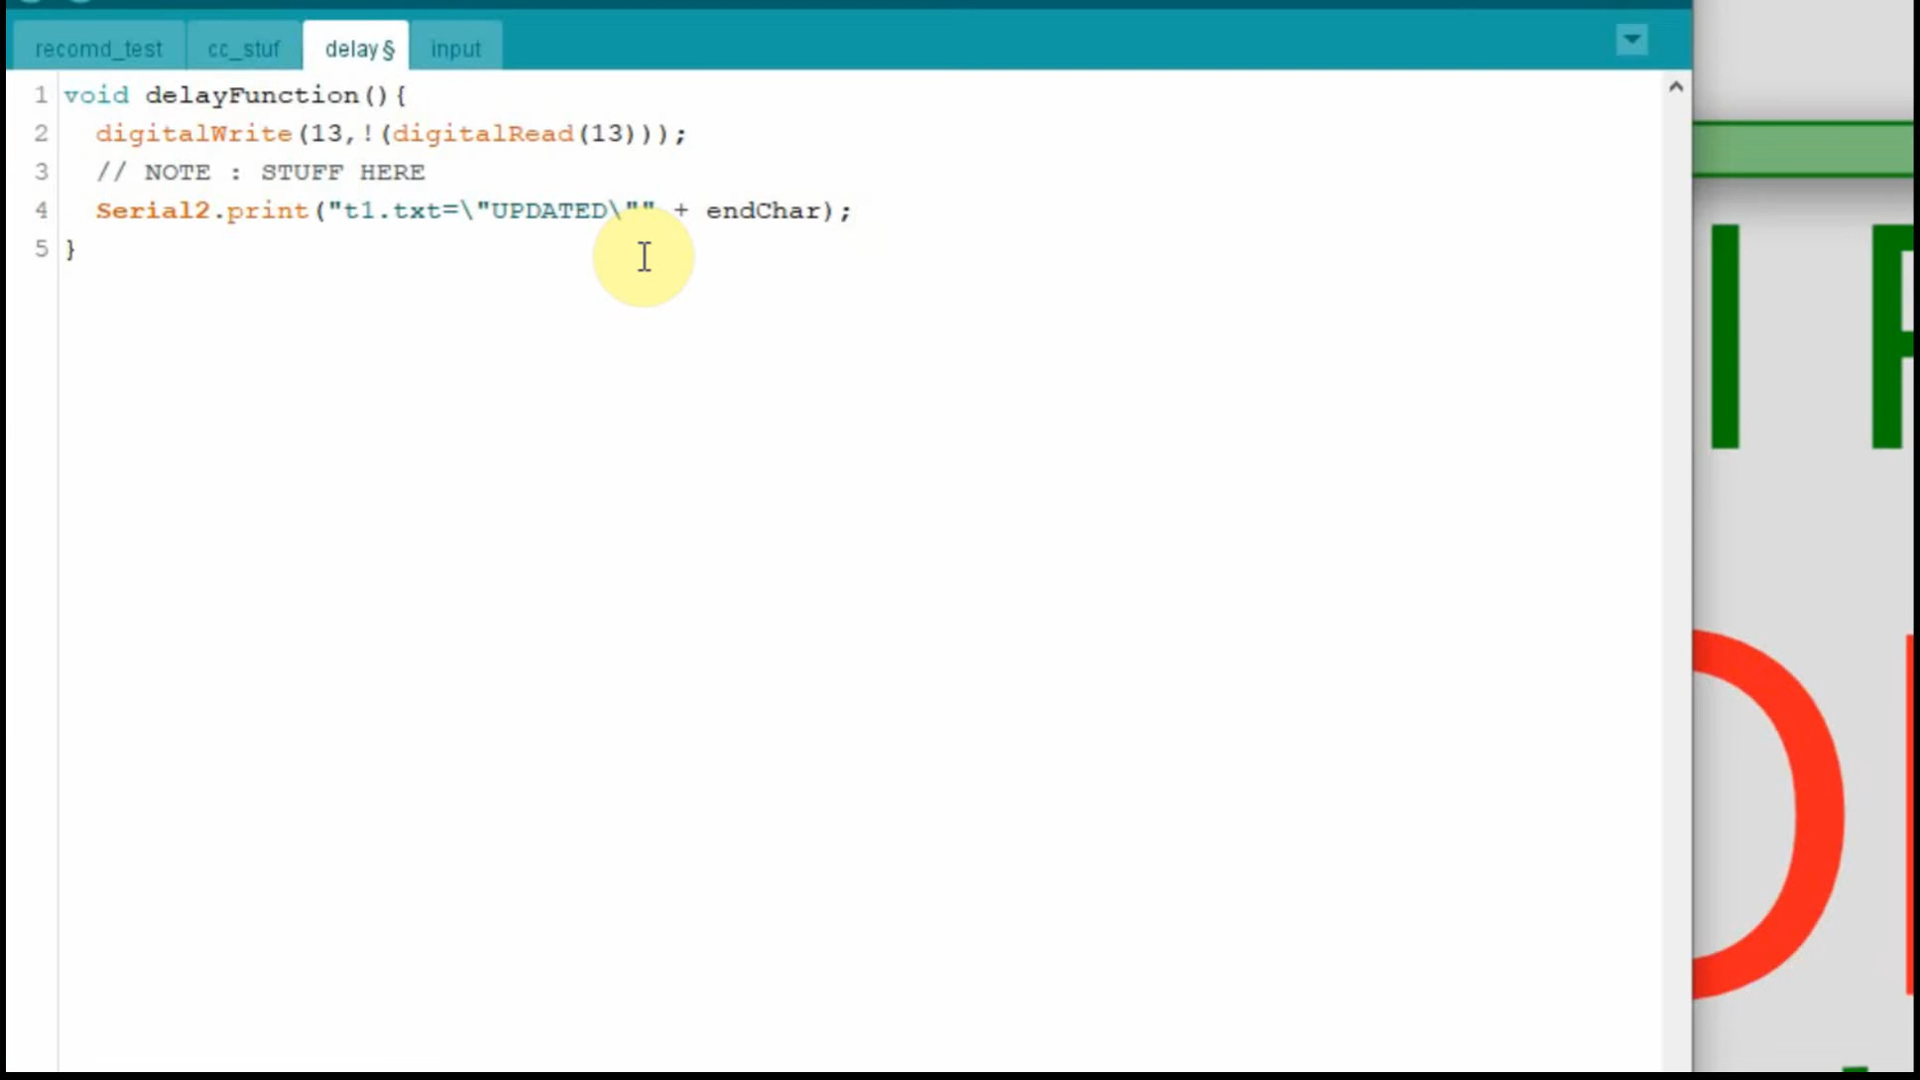 recomd_test cc_stuf delay§ input
1 void delayFunction(){
2 digitalWrite(13,!(digitalRead(13)));
3 // NOTE : STUFF HERE
4 Serial2.print("t1.txt=\"UPDATED\"" + endChar);
5 }